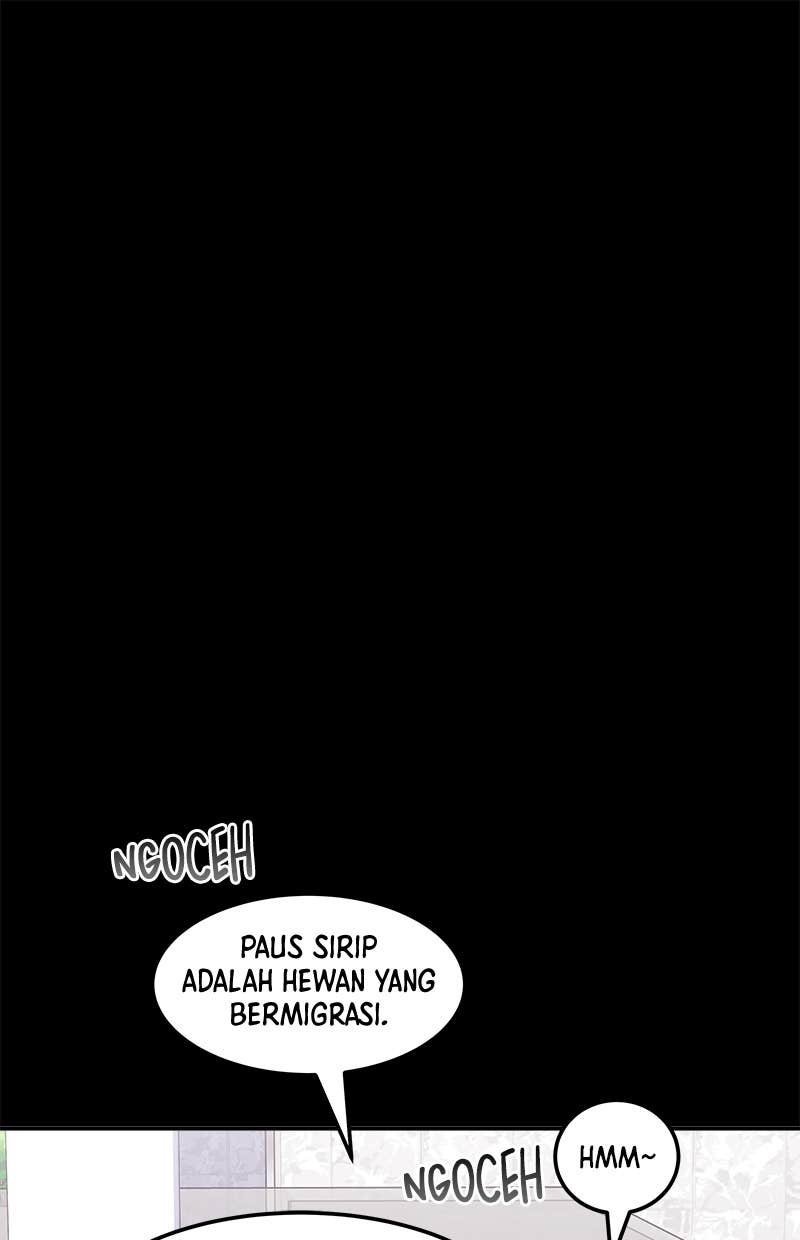 NGOCEH
PAUS SIRIP
ADALAH HEWAN YANG
BERMIGRASI.
HMM~
NGOCEH